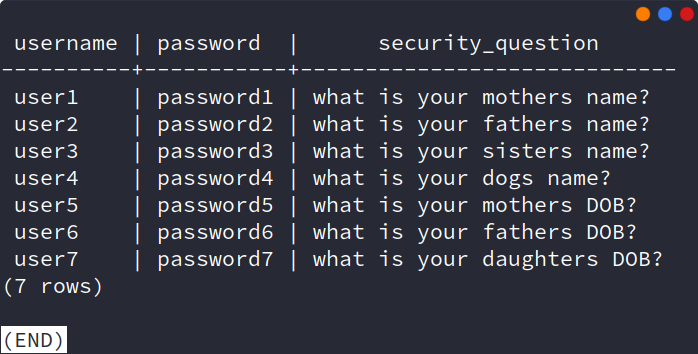 username | password | security_question
----------+-----------+-----------------------------
user1 | password1 | what is your mothers name?
user2 | password2 | what is your fathers name?
user3 | password3 | what is your sisters name?
user4 | password4 | what is your dogs name?
user5 | password5 | what is your mothers DOB?
user6 | password6 | what is your fathers DOB?
user7 | password7 | what is your daughters DOB?
(7 rows)
(END)